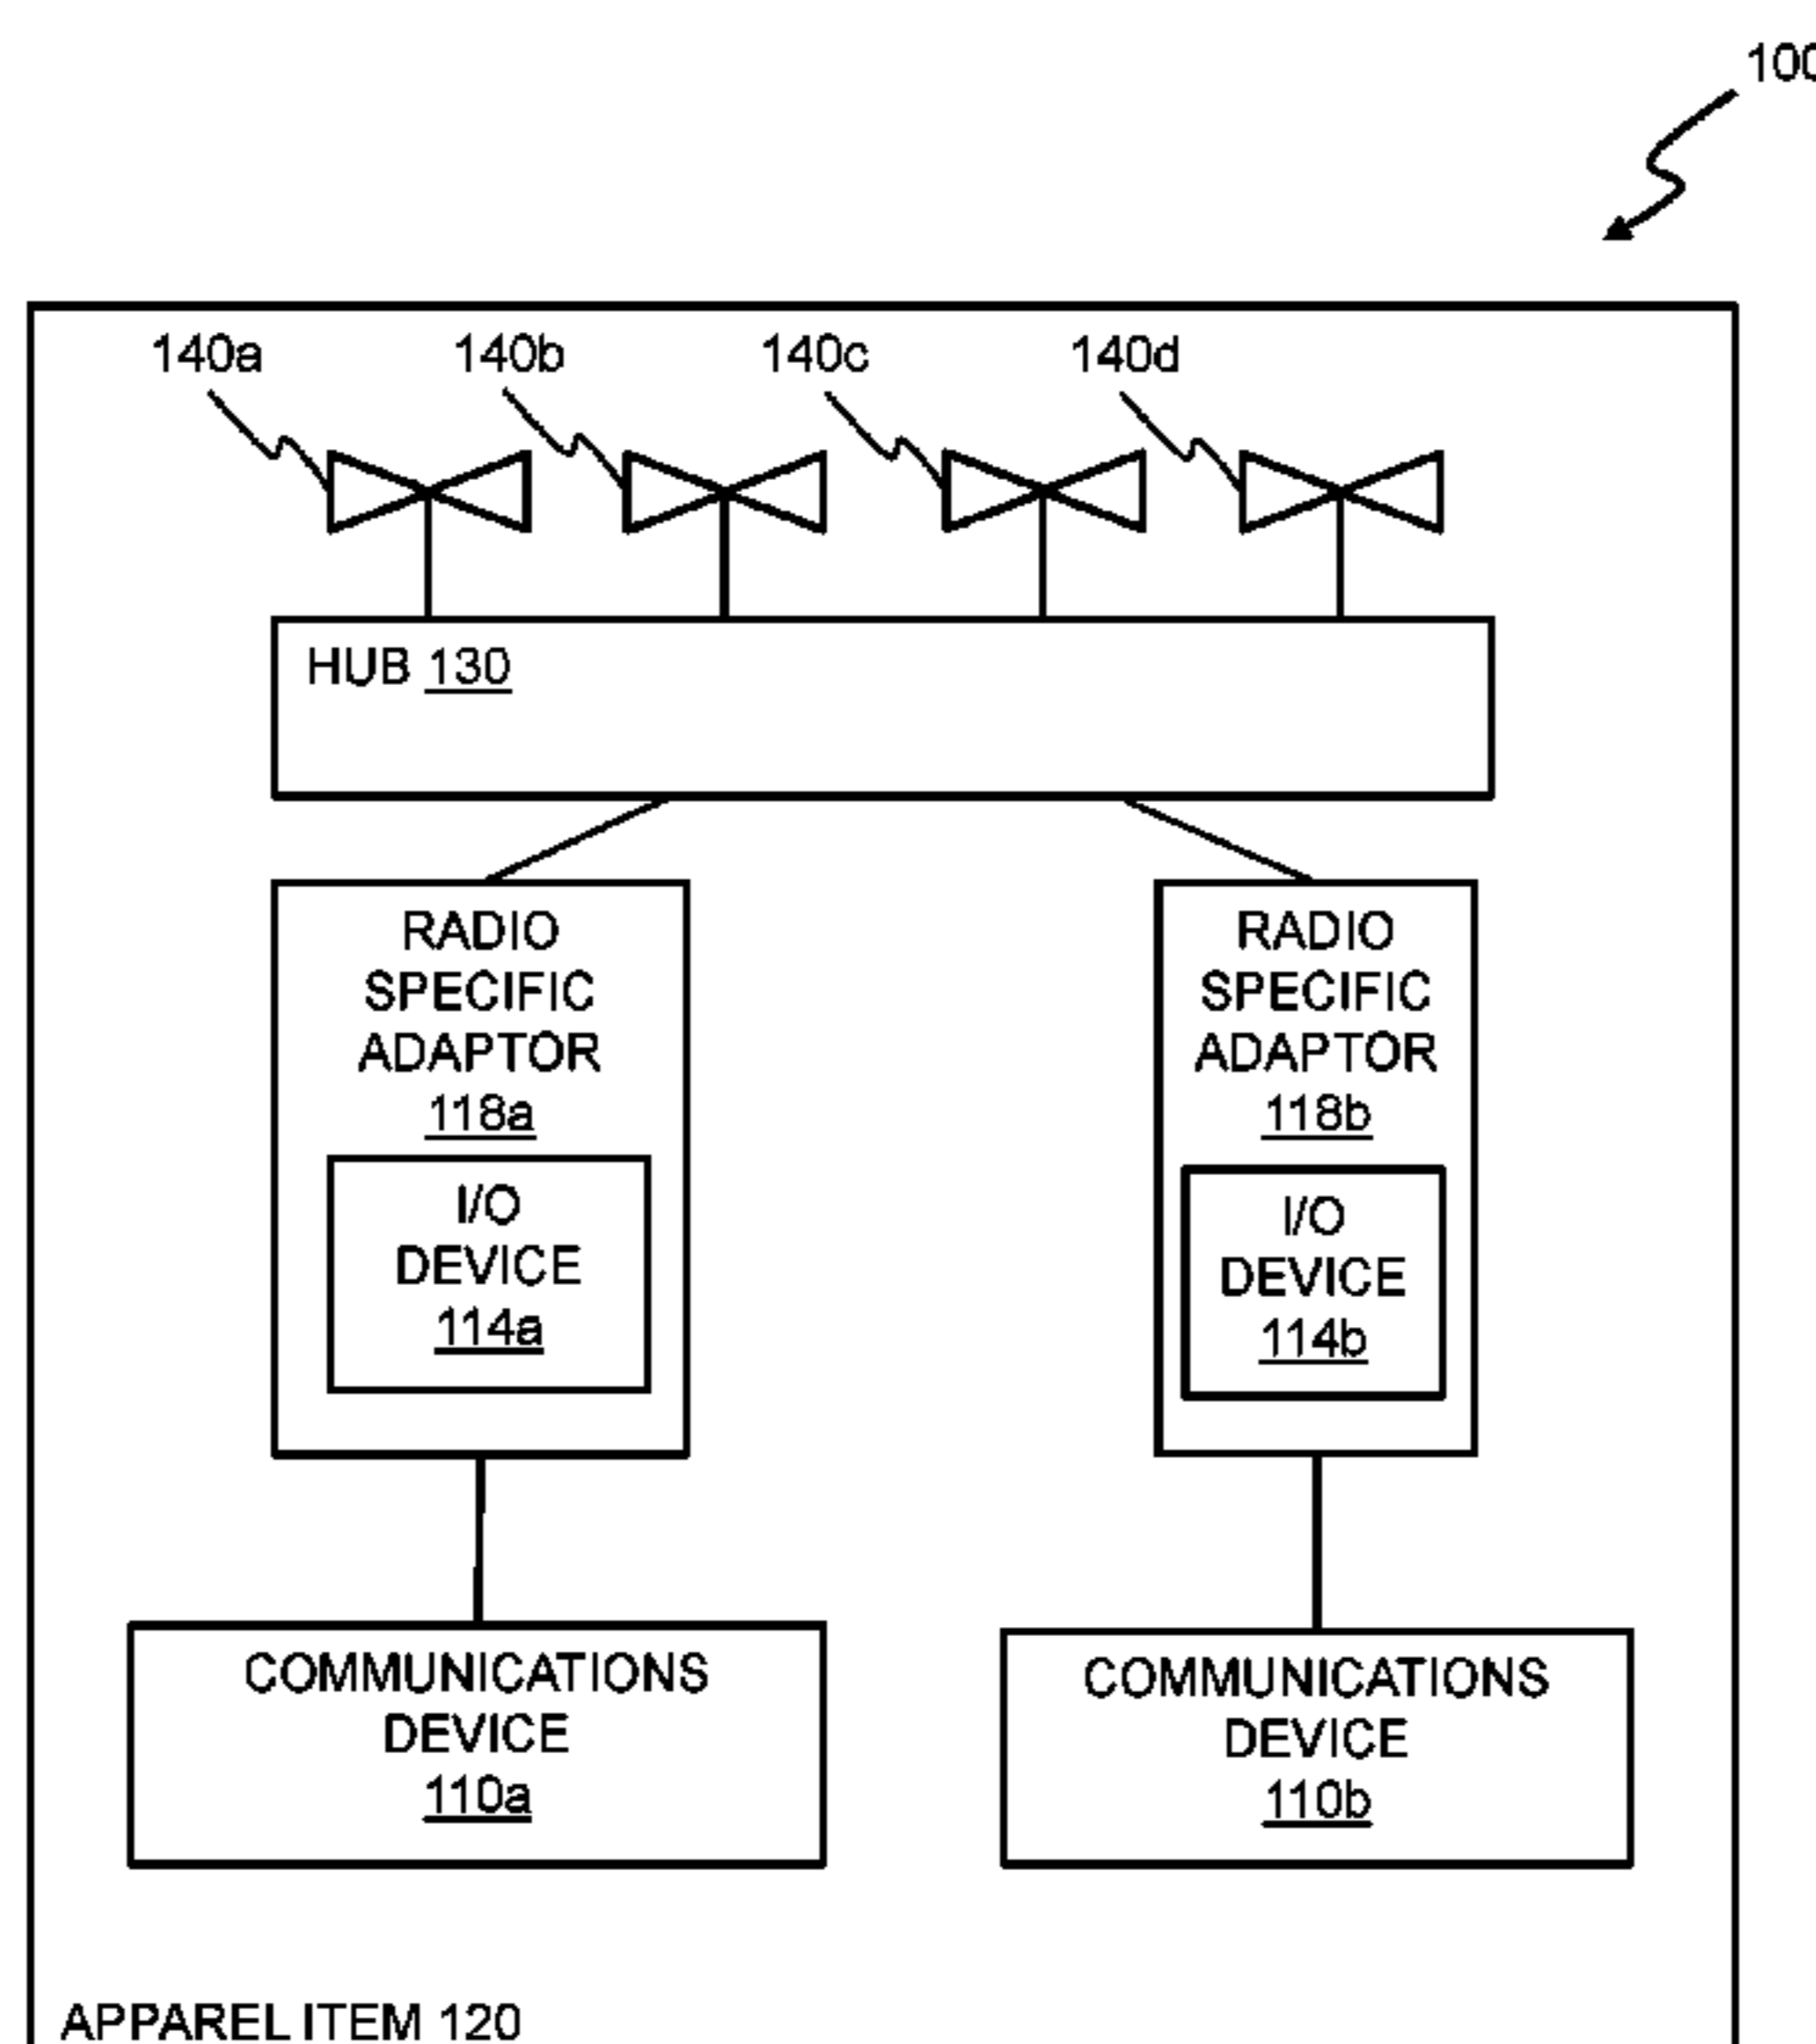 100
140a 140b 140c 140d
HUB 130
RADIO
SPECIFIC
ADAPTOR
118a
I/O
DEVICE
114a
RADIO
SPECIFIC
ADAPTOR
118b
I/O
DEVICE
114b
COMMUNICATIONS
DEVICE
110a
COMMUNICATIONS
DEVICE
110b
APPAREL ITEM 120